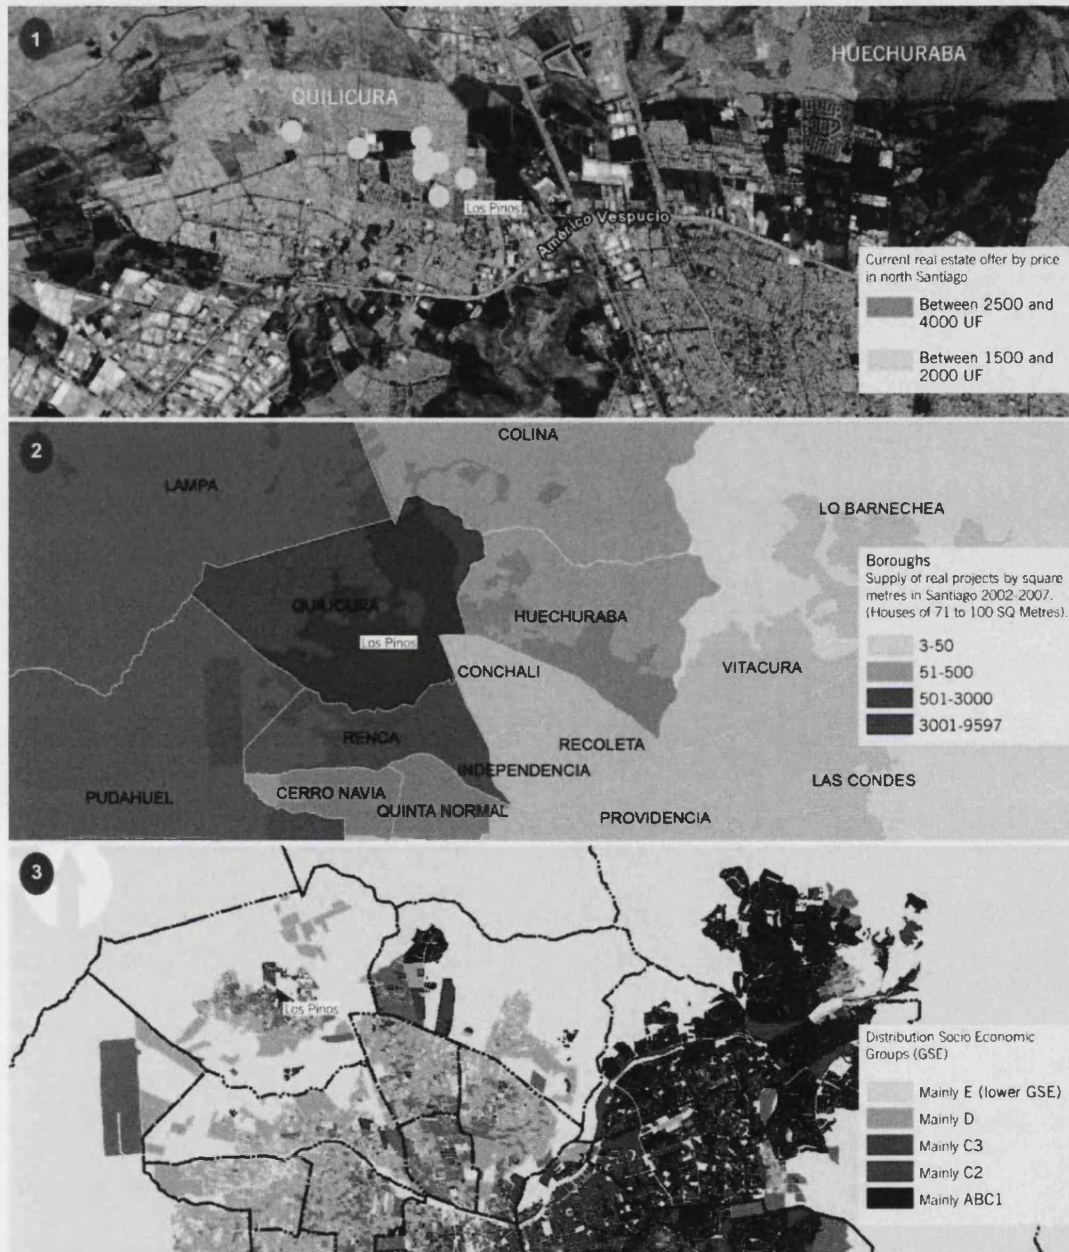 1
HUECHURABA
QUILICURA
Los Pinos
Américo Vespucio
Current real estate offer by price
in north Santiago
Between 2500 and
4000 UF
Between 1500 and
2000 UF
2
COLINA
LAMPA
LO BARNECHEA
Boroughs
Supply of real projects by square
metres in Santiago 2002-2007.
(Houses of 71 to 100 SQ Metres).
QUILICURA
HUECHURABA
Los Pinos
3-50
CONCHALI
VITACURA
51-500
501-3000
3001-9597
RENCA
RECOLETA
INDEPENDENCIA
LAS CONDES
CERRO NAVIA
PUDAHUEL
QUINTA NORMAL
PROVIDENCIA
3
Los Pinos
Distribution Socio Economic
Groups (GSE)
Mainly E (lower GSE)
Mainly D
Mainly C3
Mainly C2
Mainly ABC1